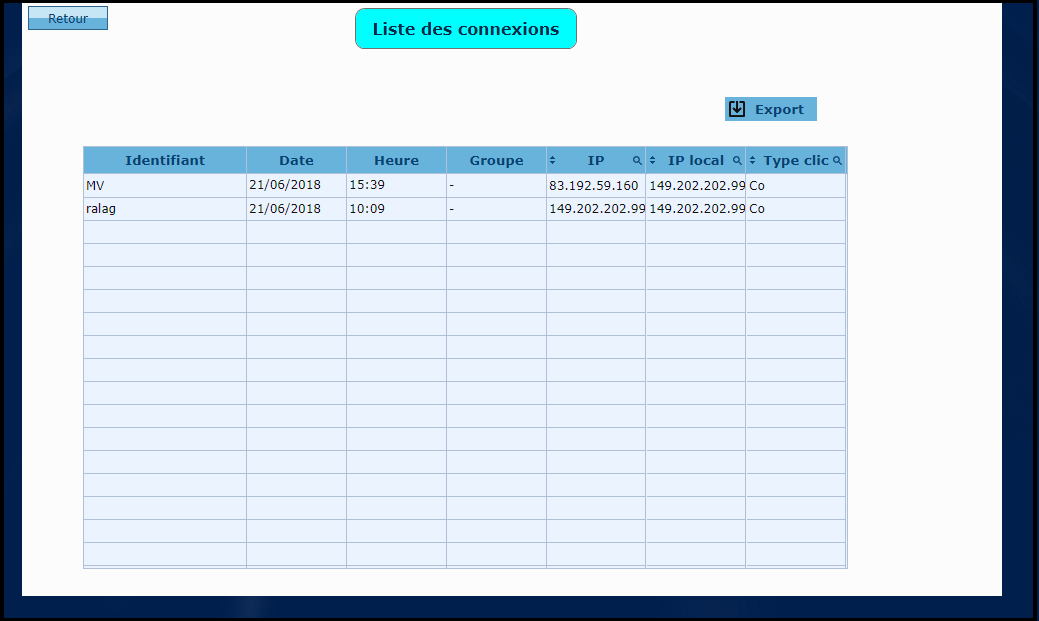 Retour
Liste des connexions
Export
Identifiant Date Heure Groupe IP IP local Type clic
MV 21/06/2018 15:39 - 83.192.59.160 149.202.202.99 Co
ralag 21/06/2018 10:09 - 149.202.202.99 149.202.202.99 Co